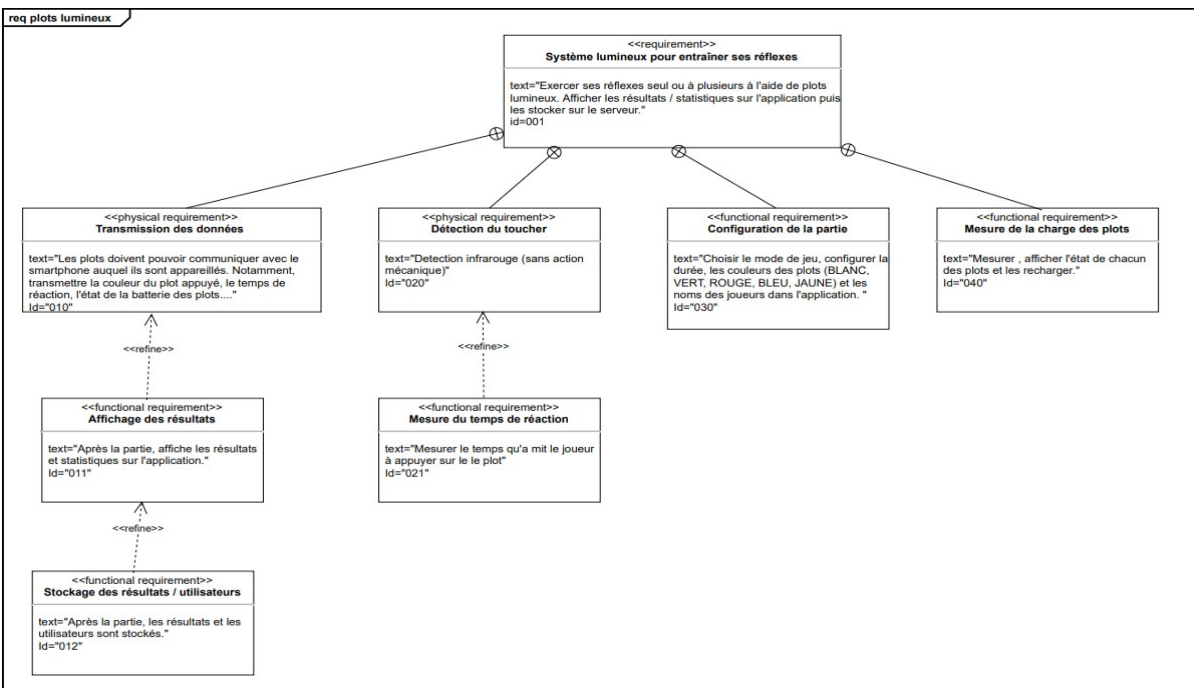 req plots lumineux
<<requirement>>
Système lumineux pour entraîner ses réflexes
text="Exercer ses réflexes seul ou à plusieurs à l'aide de plots
lumineux. Afficher les résultats / statistiques sur l'application puis
les stocker sur le serveur."
id=001
<<physical requirement>>
Transmission des données
text="Les plots doivent pouvoir communiquer avec le
smartphone auquel ils sont appareillés. Notamment,
transmettre la couleur du plot appuyé, le temps de
réaction, l'état de la batterie des plots...."
Id="010"
<<physical requirement>>
Détection du toucher
text="Detection infrarouge (sans action
mécanique)"
Id="020"
<<functional requirement>>
Configuration de la partie
text="Choisir le mode de jeu, configurer la
durée, les couleurs des plots (BLANC,
VERT, ROUGE, BLEU, JAUNE) et les
noms des joueurs dans l'application. "
Id="030"
<<functional requirement>>
Mesure de la charge des plots
text="Mesurer , afficher l'état de chacun
des plots et les recharger."
Id="040"
<<refine>>
<<refine>>
<<functional requirement>>
Affichage des résultats
text="Après la partie, affiche les résultats
et statistiques sur l'application."
Id="011"
<<functional requirement>>
Mesure du temps de réaction
text="Mesurer le temps qu'a mit le joueur
à appuyer sur le le plot"
Id="021"
<<refine>>
<<functional requirement>>
Stockage des résultats / utilisateurs
text="Après la partie, les résultats et les
utilisateurs sont stockés."
Id="012"